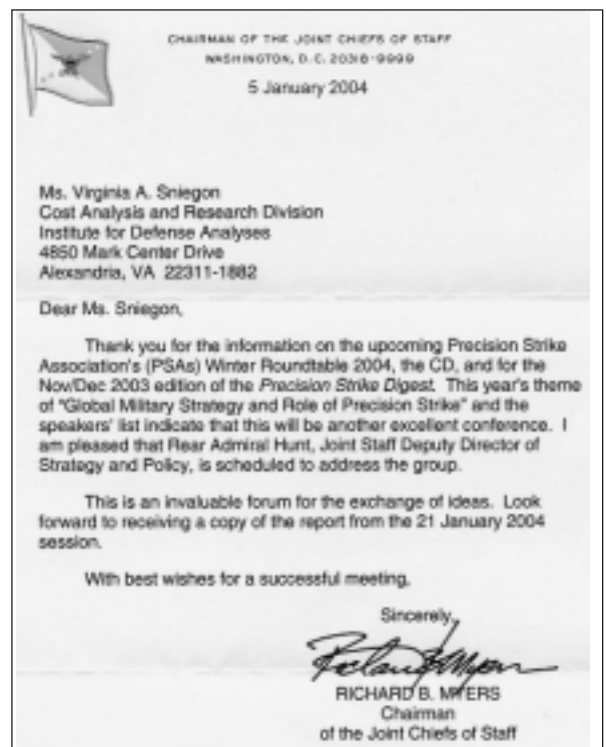 CHAIRMAN OF THE JOINT CHIEFS OF STAFF
WASHINGTON, D.C. 20318-9999
5 January 2004
Ms. Virginia A. Sniegon
Cost Analysis and Research Division
Institute for Defense Analyses
4850 Mark Center Drive
Alexandria, VA 22311-1882
Dear Ms. Sniegon,
Thank you for the information on the upcoming Precision Strike
Association's (PSAs) Winter Roundtable 2004, the CD, and for the
Nov/Dec 2003 edition of the Precision Strike Digest. This year's theme
of "Global Military Strategy and Role of Precision Strike" and the
speakers' list indicate that this will be another excellent conference. I
am pleased that Rear Admiral Hunt, Joint Staff Deputy Director of
Strategy and Policy, is scheduled to address the group.
This is an invaluable forum for the exchange of ideas. Look
forward to receiving a copy of the report from the 21 January 2004
session.
With best wishes for a successful meeting,
Sincerely,
Richard B Myers
RICHARD B. MYERS
Chairman
of the Joint Chiefs of Staff